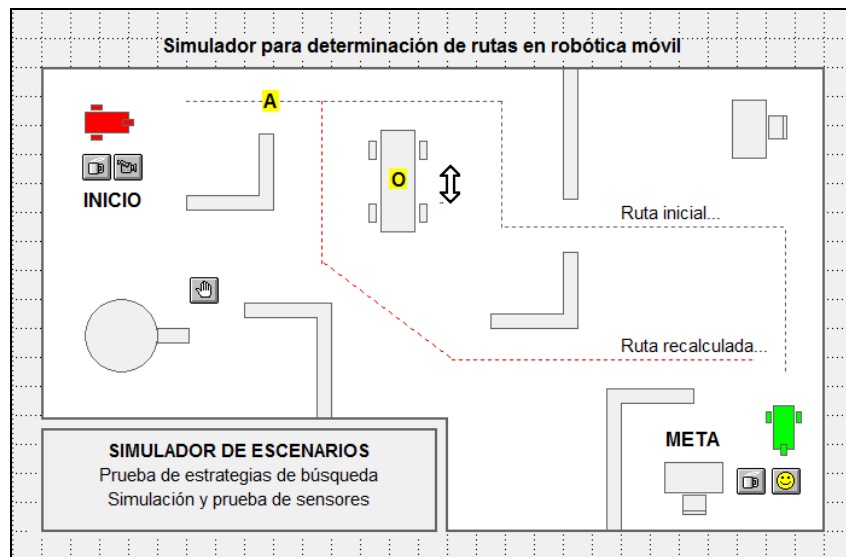 Simulador para determinación de rutas en robótica móvil
A
O
INICIO
Ruta inicial...
Ruta recalculada...
META
SIMULADOR DE ESCENARIOS
Prueba de estrategias de búsqueda
Simulación y prueba de sensores